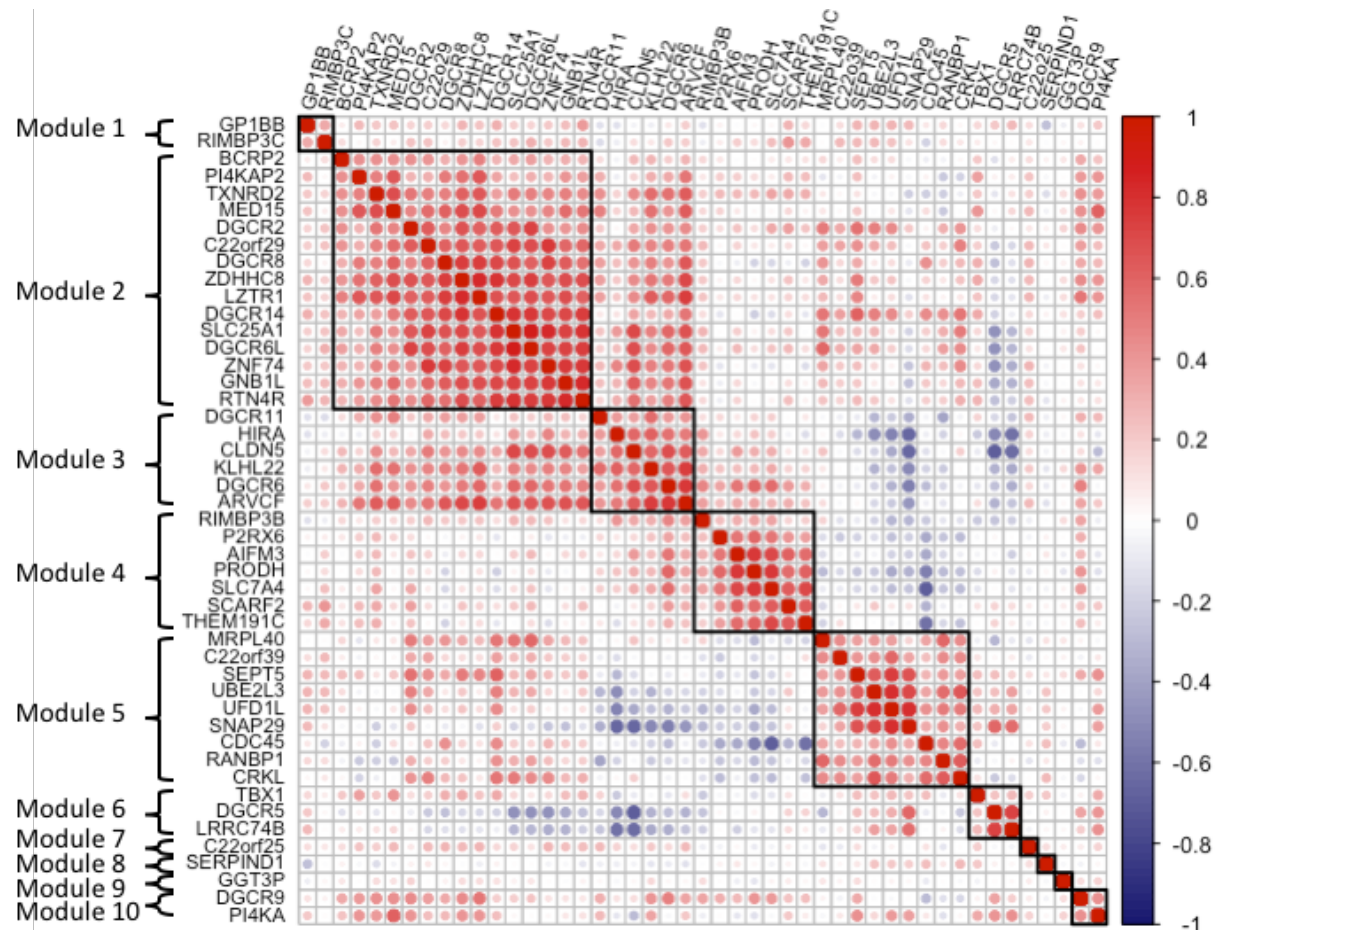 GP1BB RIMBP3C BCRP2 PI4KAP2 TXNRD2 MED15 DGCR2 C22o29 DGCR8 ZDHHC8 LZTR1 DGCR14 SLC25A1 DGCR6L ZNF74 GNB1L RTN4R DGCR11 HIRA CLDN5 KLHL22 DGCR6 ARVCF RIMBP3B P2RX6 AIFM3 PRODH SLC7A4 SCARF2 THEM191C MRPL40 C22o39 SEPT5 UBE2L3 UFD1L SNAP29 CDC45 RANBP1 CRKL TBX1 DGCR5 LRRC74B C22o25 SERPIND1 GGT3P DGCR9 PI4KA
Module 1
Module 2
Module 3
Module 4
Module 5
Module 6
Module 7
Module 8
Module 9
Module 10
GP1BB
RIMBP3C
BCRP2
PI4KAP2
TXNRD2
MED15
DGCR2
C22orf29
DGCR8
ZDHHC8
LZTR1
DGCR14
SLC25A1
DGCR6L
ZNF74
GNB1L
RTN4R
DGCR11
HIRA
CLDN5
KLHL22
DGCR6
ARVCF
RIMBP3B
P2RX6
AIFM3
PRODH
SLC7A4
SCARF2
THEM191C
MRPL40
C22orf39
SEPT5
UBE2L3
UFD1L
SNAP29
CDC45
RANBP1
CRKL
TBX1
DGCR5
LRRC74B
C22orf25
SERPIND1
GGT3P
DGCR9
PI4KA
1
0.8
0.6
0.4
0.2
0
-0.2
-0.4
-0.6
-0.8
-1